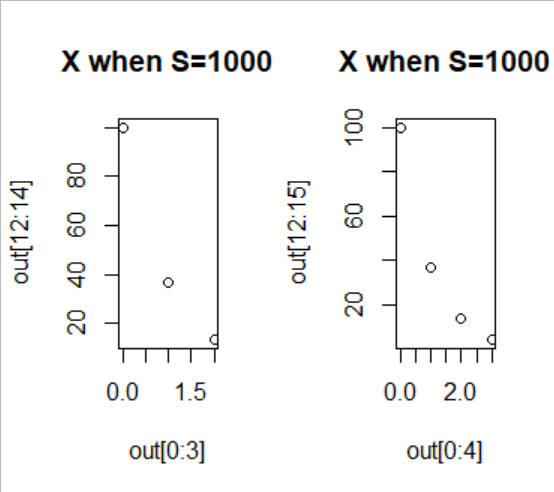 X when S=1000
out[12:14]
80
60
40
20
0.0 1.5
out[0:3]
X when S=1000
out[12:15]
100
60
20
0.0 2.0
out[0:4]